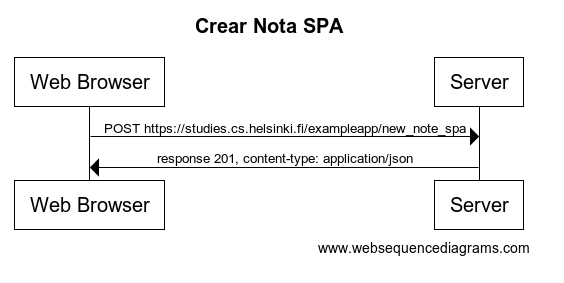 Crear Nota SPA
Web Browser
Server
POST https://studies.cs.helsinki.fi/exampleapp/new_note_spa
response 201, content-type: application/json
Web Browser
Server
www.websequencediagrams.com